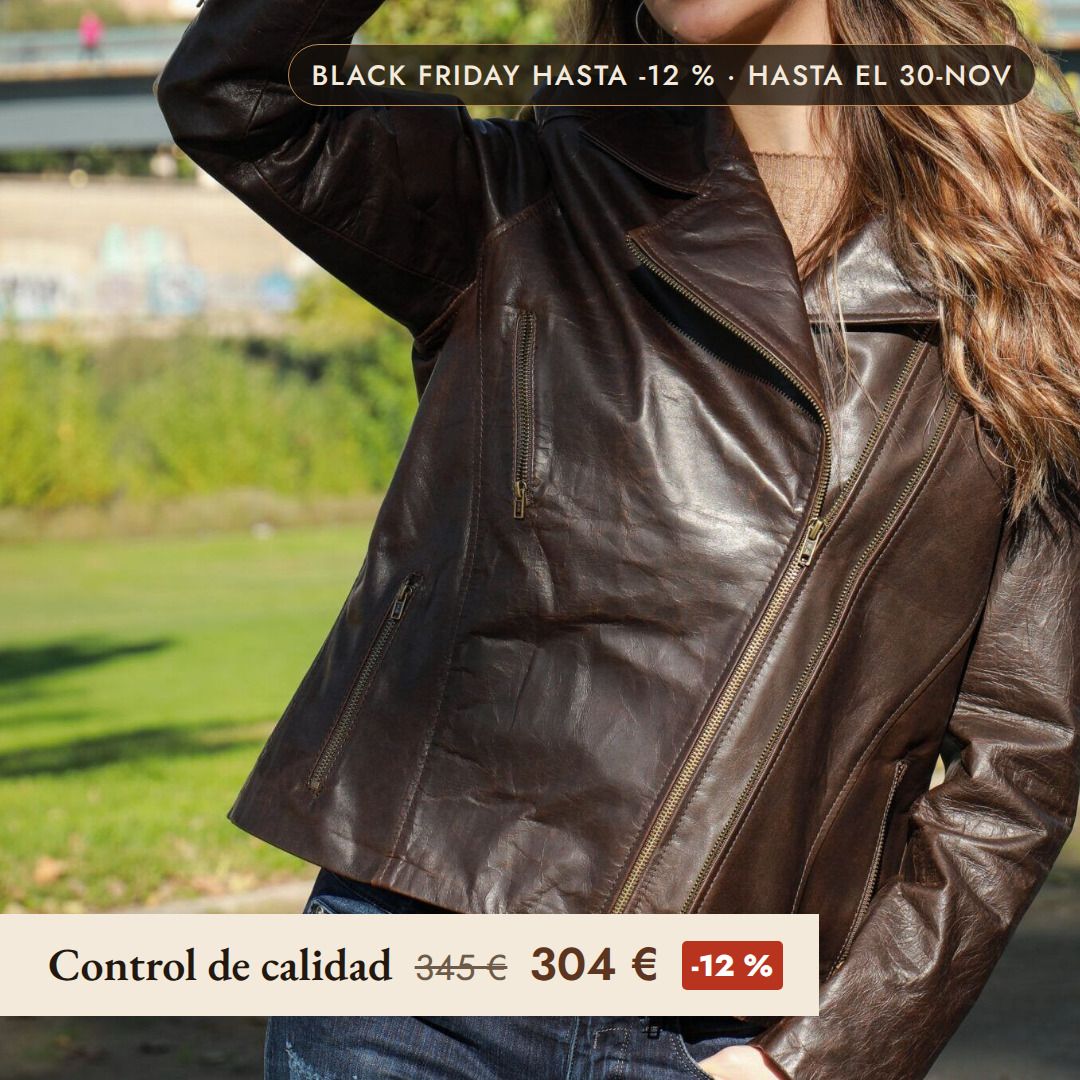 BLACK FRIDAY HASTA -12 % · HASTA EL 30-NOV
Control de calidad 345 € 304 € -12 %